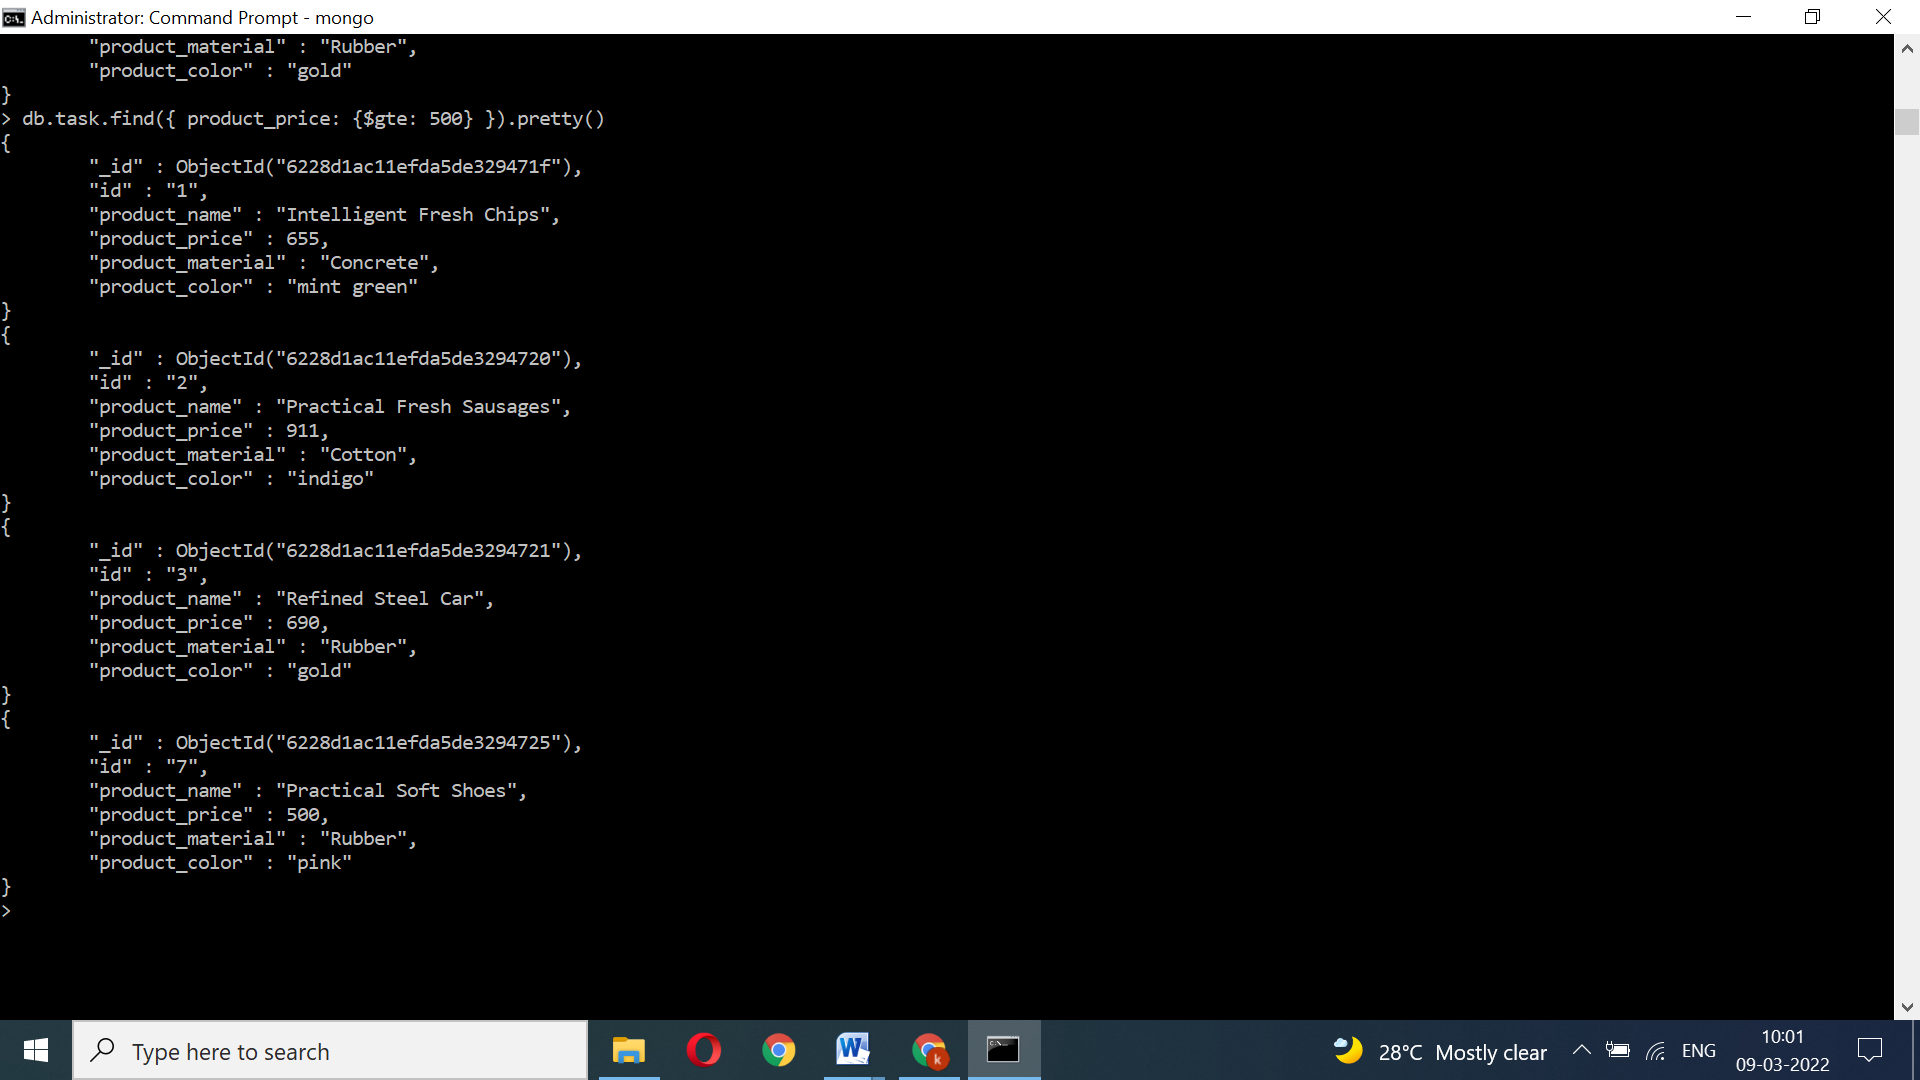 Administrator: Command Prompt - mongo
"product_material" : "Rubber",
"product_color" : "gold"
}
> db.task.find({ product_price: {$gte: 500} }).pretty()
{
"_id" : ObjectId("6228d1ac11efda5de329471f"),
"id" : "1",
"product_name" : "Intelligent Fresh Chips",
"product_price" : 655,
"product_material" : "Concrete",
"product_color" : "mint green"
}
{
"_id" : ObjectId("6228d1ac11efda5de3294720"),
"id" : "2",
"product_name" : "Practical Fresh Sausages",
"product_price" : 911,
"product_material" : "Cotton",
"product_color" : "indigo"
}
{
"_id" : ObjectId("6228d1ac11efda5de3294721"),
"id" : "3",
"product_name" : "Refined Steel Car",
"product_price" : 690,
"product_material" : "Rubber",
"product_color" : "gold"
}
{
"_id" : ObjectId("6228d1ac11efda5de3294725"),
"id" : "7",
"product_name" : "Practical Soft Shoes",
"product_price" : 500,
"product_material" : "Rubber",
"product_color" : "pink"
}
>
Type here to search
28°C Mostly clear
ENG
10:01
09-03-2022